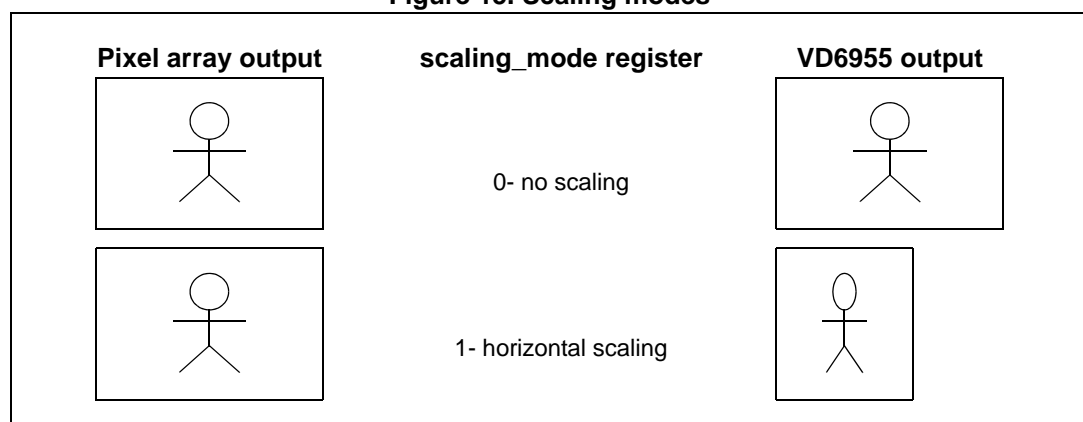 Pixel array output scaling_mode register VD6955 output
0- no scaling
1- horizontal scaling